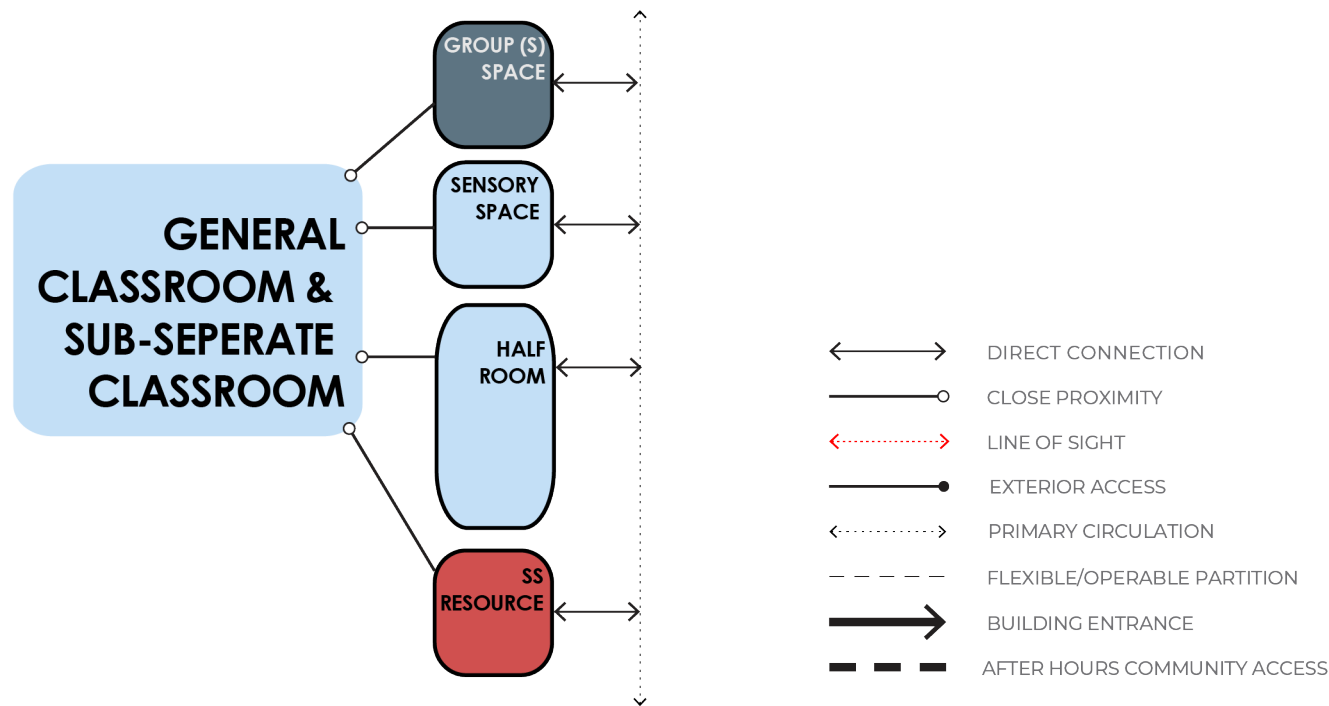 GROUP (S)
SPACE
SENSORY
SPACE
GENERAL
CLASSROOM &
SUB-SEPERATE
CLASSROOM
HALF
ROOM
SS
RESOURCE
DIRECT CONNECTION
CLOSE PROXIMITY
LINE OF SIGHT
EXTERIOR ACCESS
PRIMARY CIRCULATION
FLEXIBLE/OPERABLE PARTITION
BUILDING ENTRANCE
AFTER HOURS COMMUNITY ACCESS